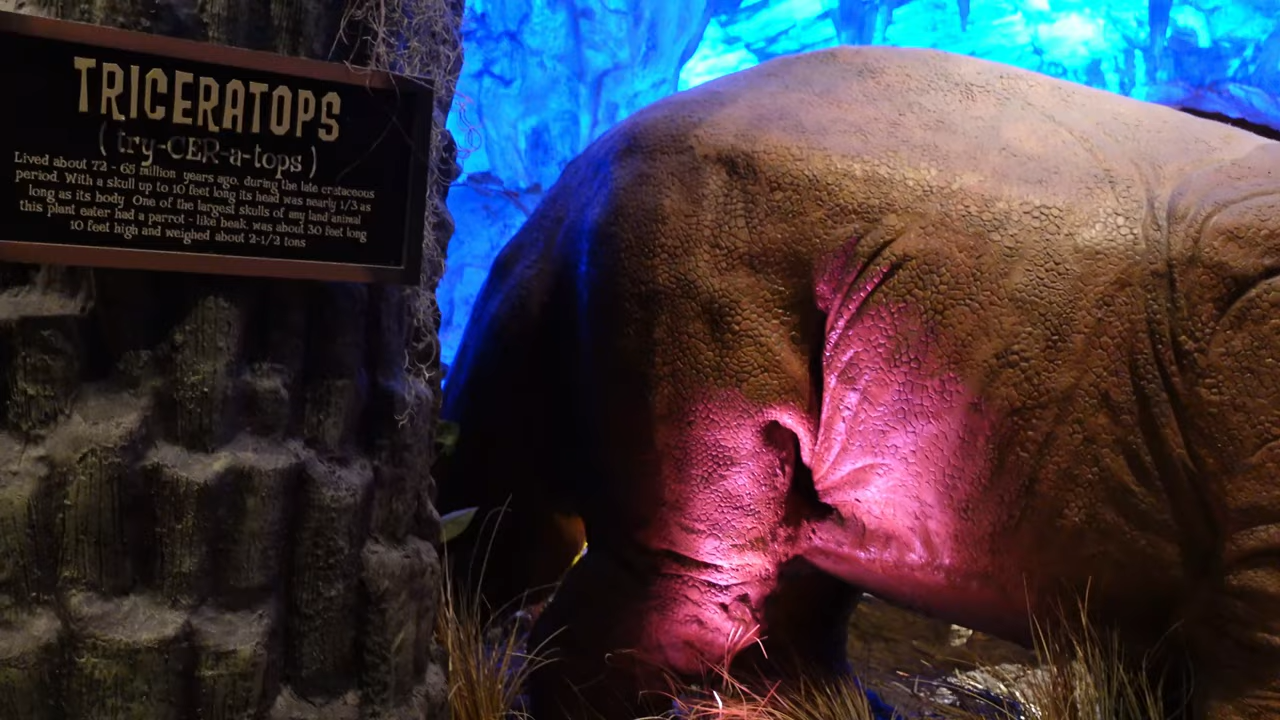 TRICERATOPS
( try-CER-a-tops )
Lived about 72 - 65 million years ago, during the late cretaceous
period. With a skull up to 10 feet long its head was nearly 1/3 as
long as its body One of the largest skulls of any land animal
this plant eater had a parrot - like beak, was about 30 feet long
10 feet high and weighed about 2-1/2 tons